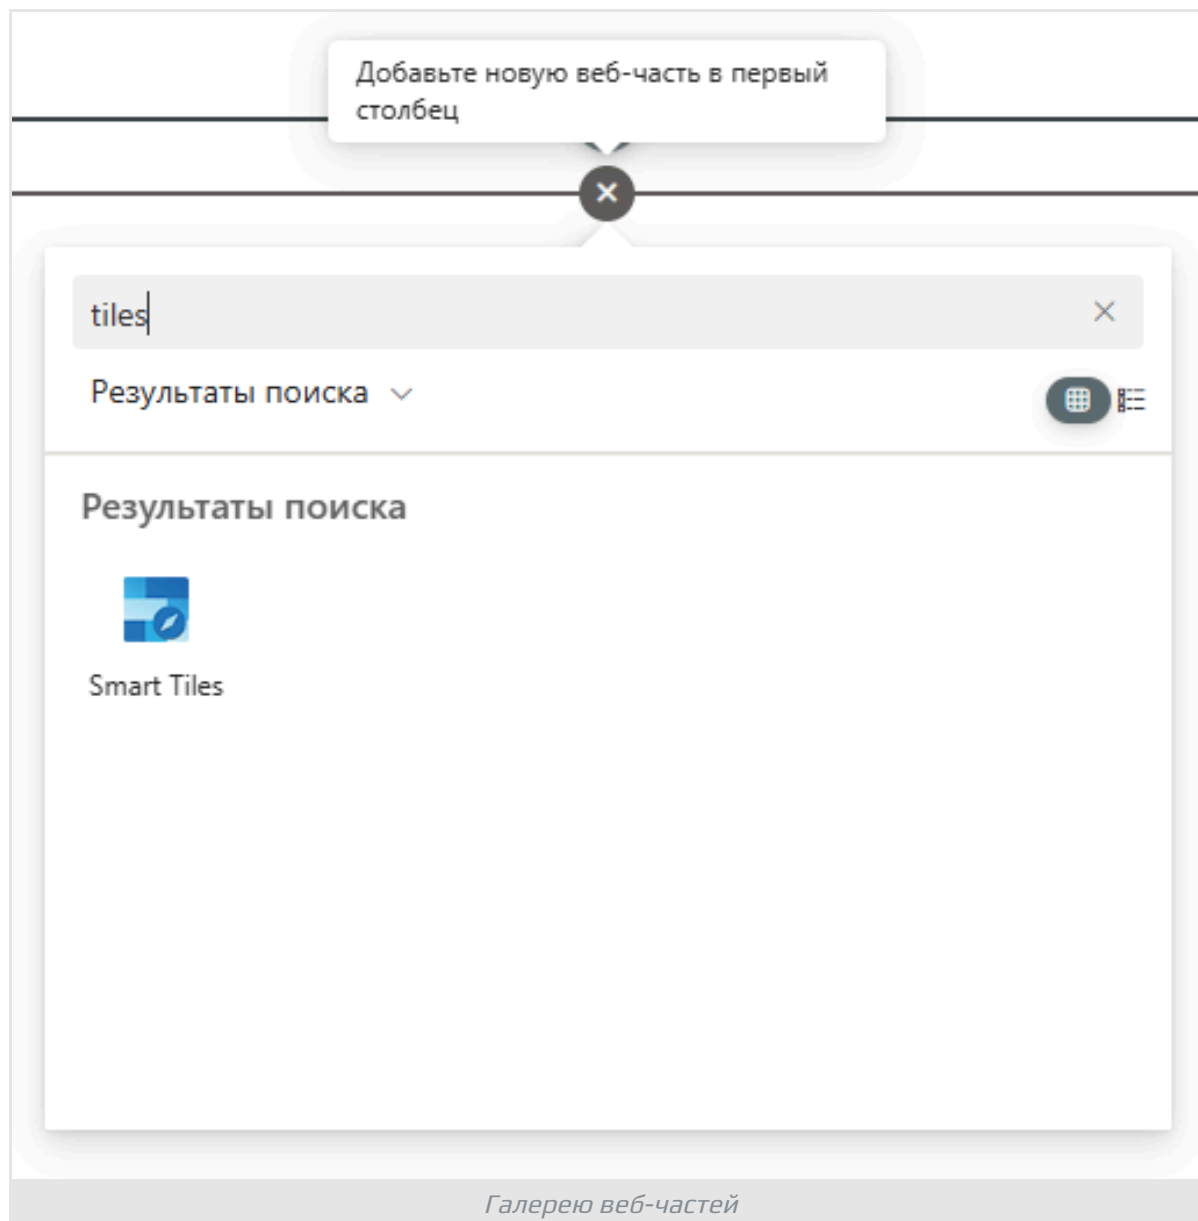 Добавьте новую веб-часть в первый
столбец
tiles
Результаты поиска
Результаты поиска
Smart Tiles
Галерею веб-частей